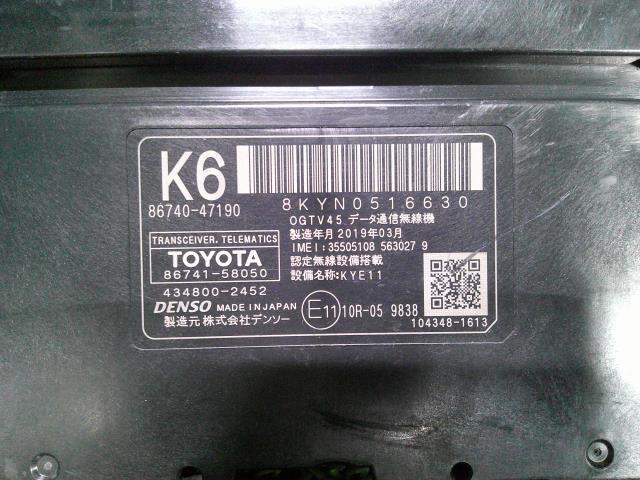 K6
8KYN0516630
86740-47190
0GTV45 データ通信無線機
製造年月 2019年03月
IMEI:35505108 563027 9
認定無線設備搭載
設備名称:KYE11
TRANSCEIVER, TELEMATICS
TOYOTA
86741-58050
434800-2452
DENSO MADE IN JAPAN
製造元 株式会社デンソー
E11 10R-05 9838
104348-1613